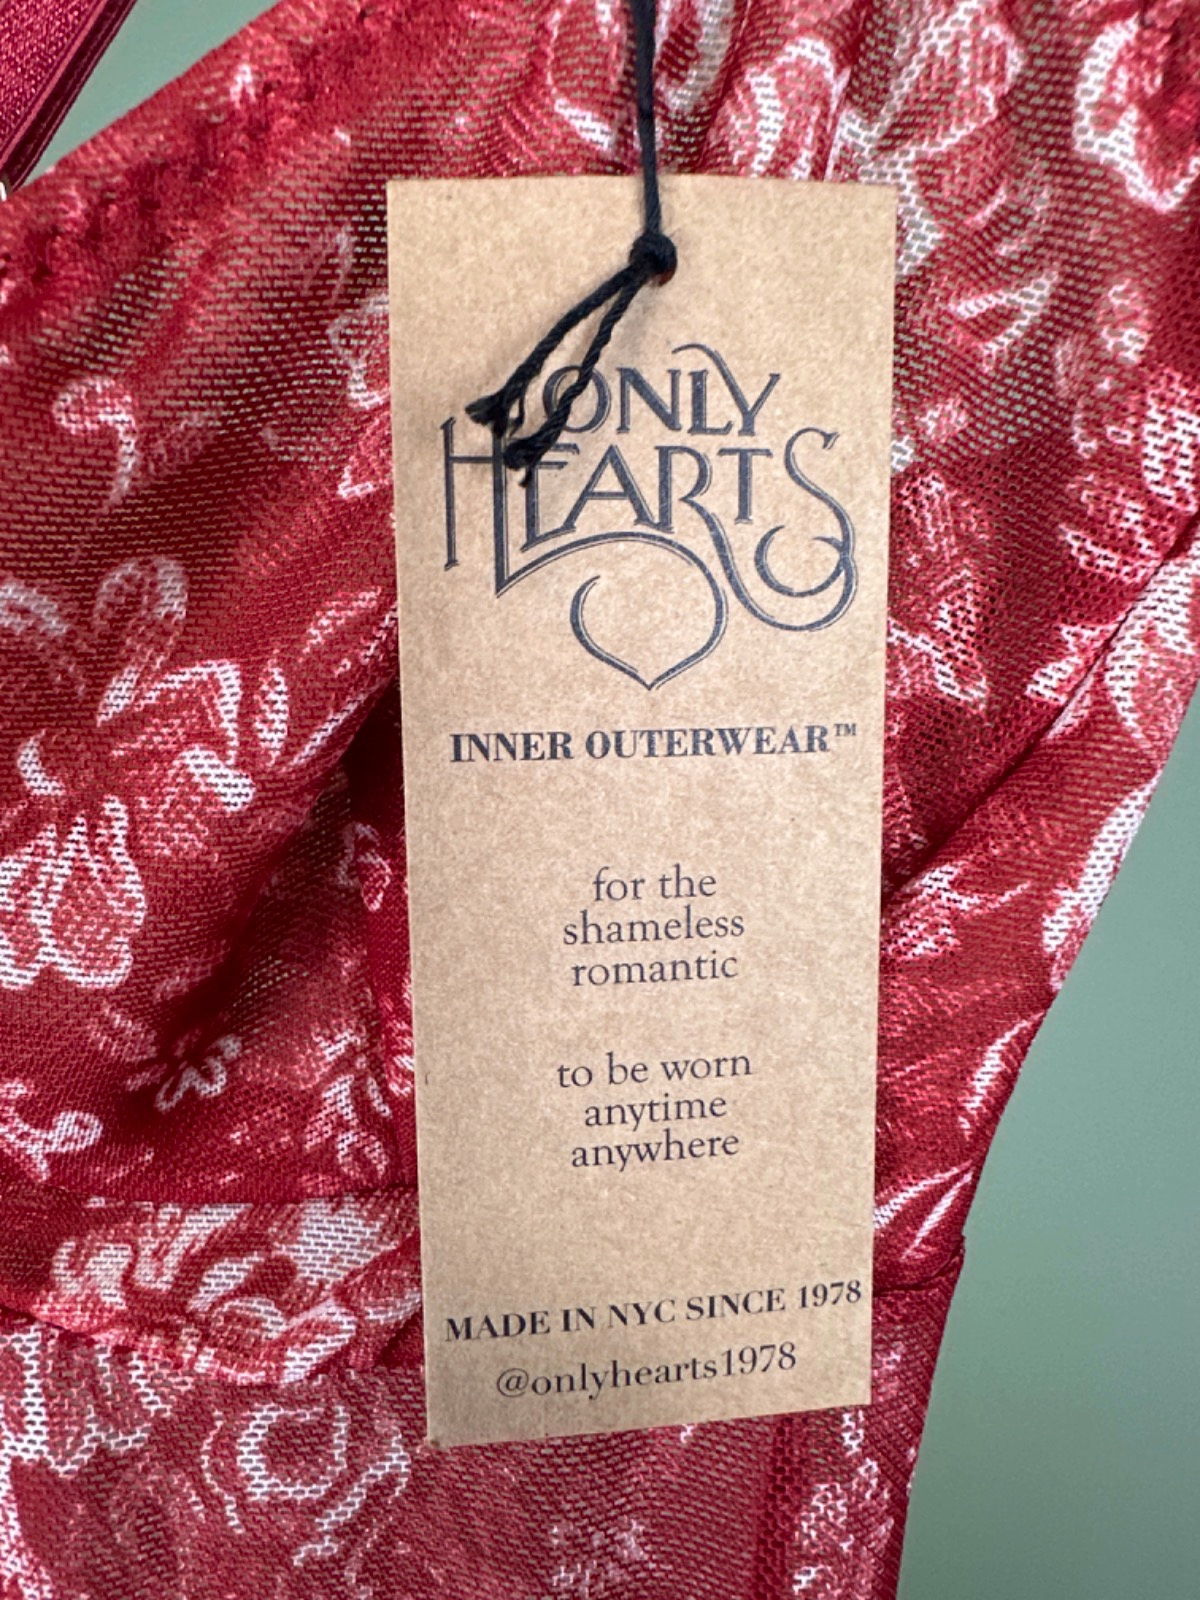 ONLY
HEARTS
INNER OUTERWEAR™
for the
shameless
romantic
to be worn
anytime
anywhere
MADE IN NYC SINCE 1978
@onlyhearts1978